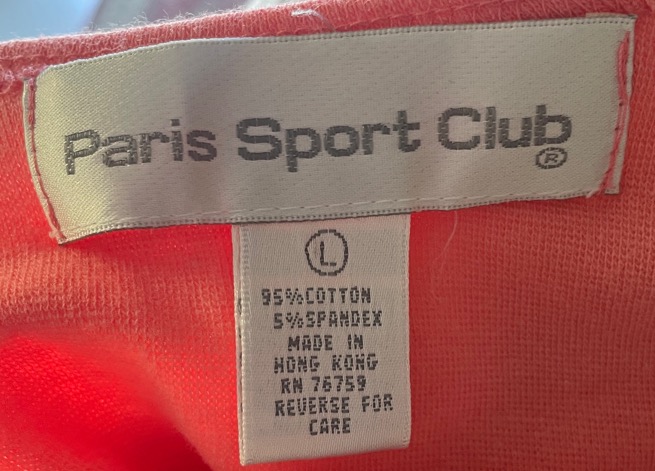 Paris Sport Club®
L
95%COTTON
5%SPANDEX
MADE IN
HONG KONG
RN 76759
REVERSE FOR
CARE